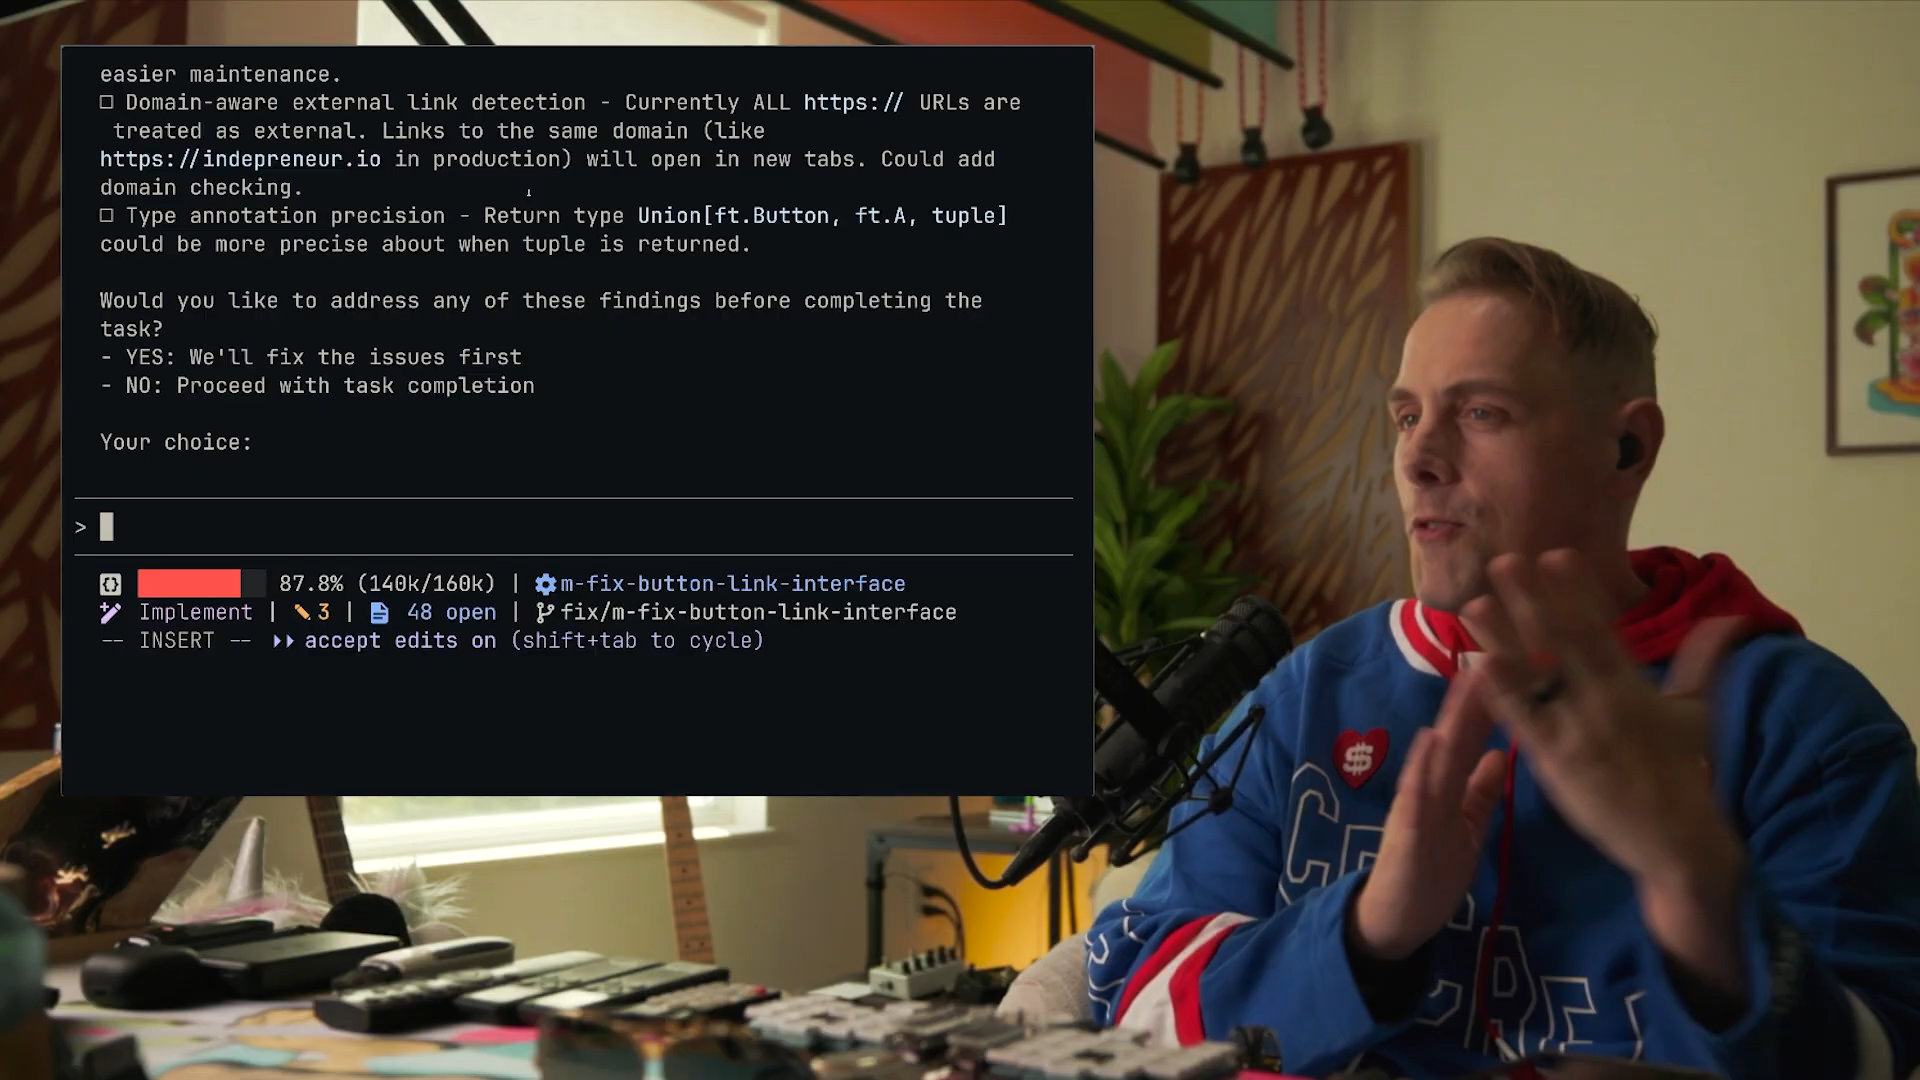 easier maintenance.
□ Domain-aware external link detection - Currently ALL https:// URLs are
treated as external. Links to the same domain (like
https://indepreneur.io in production) will open in new tabs. Could add
domain checking.
□ Type annotation precision - Return type Union[ft.Button, ft.A, tuple]
could be more precise about when tuple is returned.
Would you like to address any of these findings before completing the
task?
- YES: We'll fix the issues first
- NO: Proceed with task completion
Your choice:
>
{} 87.8% (140k/160k) | m-fix-button-link-interface
Implement | 3 | 48 open | fix/m-fix-button-link-interface
-- INSERT -- accept edits on (shift+tab to cycle)
$